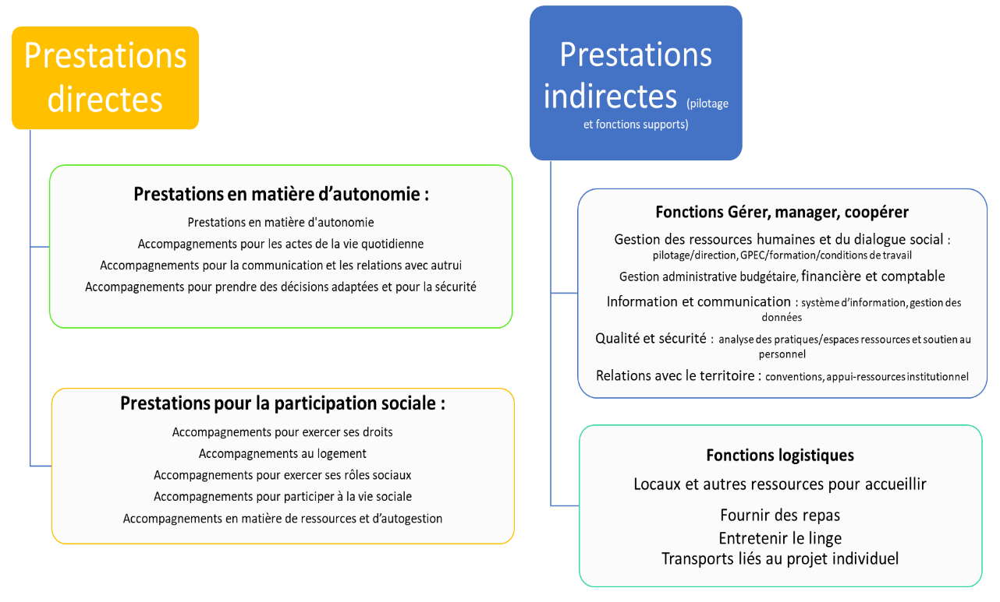 Prestations
directes
Prestations en matière d’autonomie :
Prestations en matière d'autonomie
Accompagnements pour les actes de la vie quotidienne
Accompagnements pour la communication et les relations avec autrui
Accompagnements pour prendre des décisions adaptées et pour la sécurité
Prestations pour la participation sociale :
Accompagnements pour exercer ses droits
Accompagnements au logement
Accompagnements pour exercer ses rôles sociaux
Accompagnements pour participer à la vie sociale
Accompagnements en matière de ressources et d’autogestion
Prestations
indirectes (pilotage
et fonctions supports)
Fonctions Gérer, manager, coopérer
Gestion des ressources humaines et du dialogue social :
pilotage/direction, GPEC/formation/conditions de travail
Gestion administrative budgétaire, financière et comptable
Information et communication : système d’information, gestion des
données
Qualité et sécurité : analyse des pratiques/espaces ressources et soutien au
personnel
Relations avec le territoire : conventions, appui-ressources institutionnel
Fonctions logistiques
Locaux et autres ressources pour accueillir
Fournir des repas
Entretenir le linge
Transports liés au projet individuel